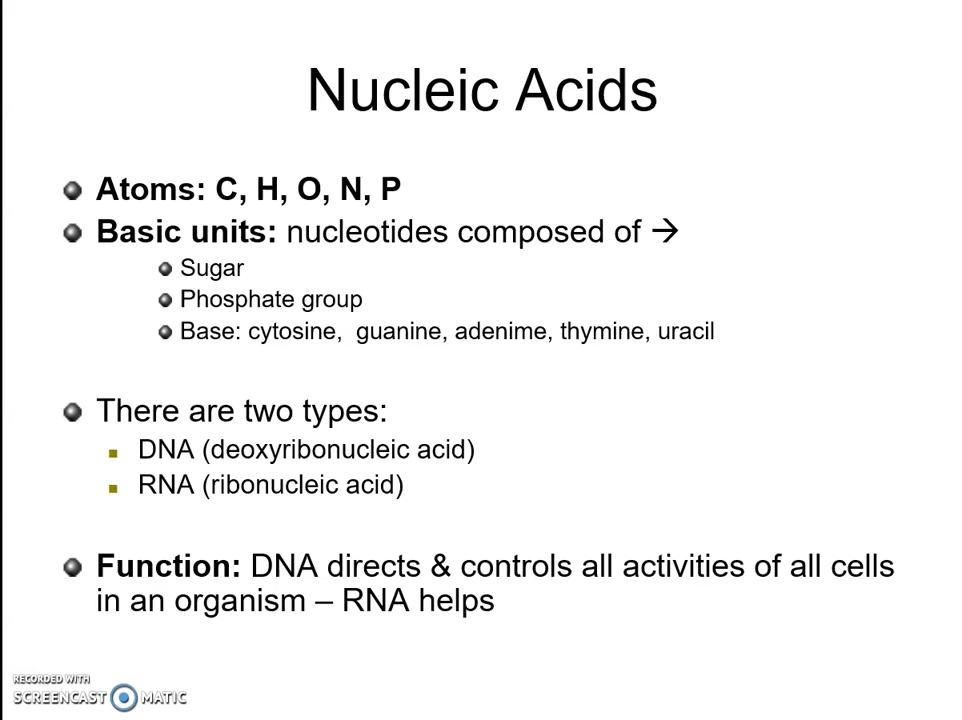 Nucleic Acids
Atoms: C, H, O, N, P
Basic units: nucleotides composed of →
Sugar
Phosphate group
Base: cytosine,  guanine, adenime, thymine, uracil
There are two types:
DNA (deoxyribonucleic acid)
RNA (ribonucleic acid)
Function: DNA directs & controls all activities of all cells
in an organism – RNA helps
RECORDED WITH
SCREENCAST MATIC